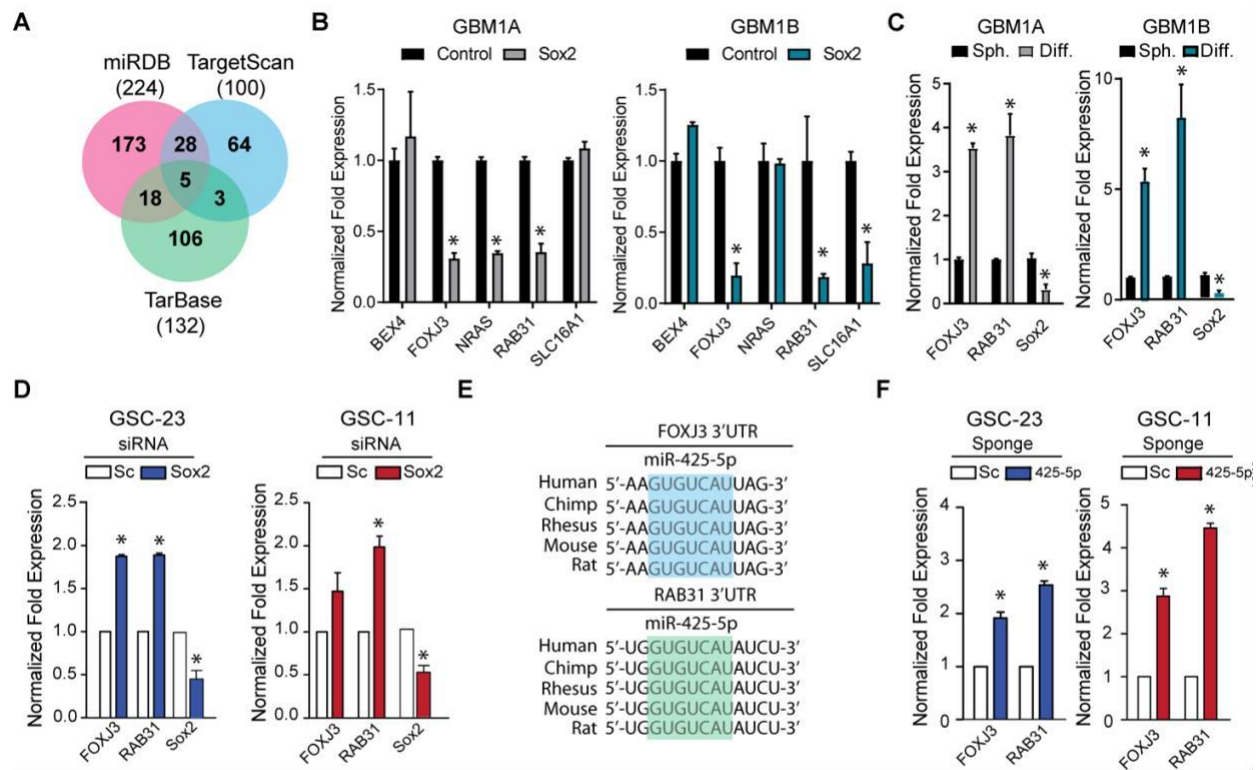 A
miRDB
(224)
TargetScan
(100)
173
28
64
5
18
3
106
TarBase
(132)
B
GBM1A
Control Sox2
Normalized Fold Expression
1.5
1.0
0.5
0.0
BEX4
FOXJ3
NRAS
RAB31
SLC16A1
* * *
GBM1B
Control Sox2
Normalized Fold Expression
1.5
1.0
0.5
0.0
BEX4
FOXJ3
NRAS
RAB31
SLC16A1
* * *
C
GBM1A
Sph. Diff.
Normalized Fold Expression
5
4
3
2
1
0
FOXJ3
RAB31
Sox2
* * *
GBM1B
Sph. Diff.
Normalized Fold Expression
10
5
0
FOXJ3
RAB31
Sox2
* * *
D
GSC-23
siRNA
Sc Sox2
Normalized Fold Expression
2.5
2.0
1.5
1.0
0.5
0.0
FOXJ3
RAB31
Sox2
* * *
GSC-11
siRNA
Sc Sox2
Normalized Fold Expression
2.5
2.0
1.5
1.0
0.5
0.0
FOXJ3
RAB31
Sox2
* *
E
FOXJ3 3’UTR
miR-425-5p
Human 5’-AAGUGUCAUUAG-3’
Chimp 5’-AAGUGUCAUUAG-3’
Rhesus 5’-AAGUGUCAUUAG-3’
Mouse 5’-AAGUGUCAUUAG-3’
Rat 5’-AAGUGUCAUUAG-3’
RAB31 3’UTR
miR-425-5p
Human 5’-UGGUGUCAUAUCU-3’
Chimp 5’-UGGUGUCAUAUCU-3’
Rhesus 5’-UGGUGUCAUAUCU-3’
Mouse 5’-UGGUGUCAUAUCU-3’
Rat 5’-UGGUGUCAUAUCU-3’
F
GSC-23
Sponge
Sc 425-5p
Normalized Fold Expression
4
3
2
1
0
FOXJ3
RAB31
* *
GSC-11
Sponge
Sc 425-5p
Normalized Fold Expression
5
4
3
2
1
0
FOXJ3
RAB31
* *